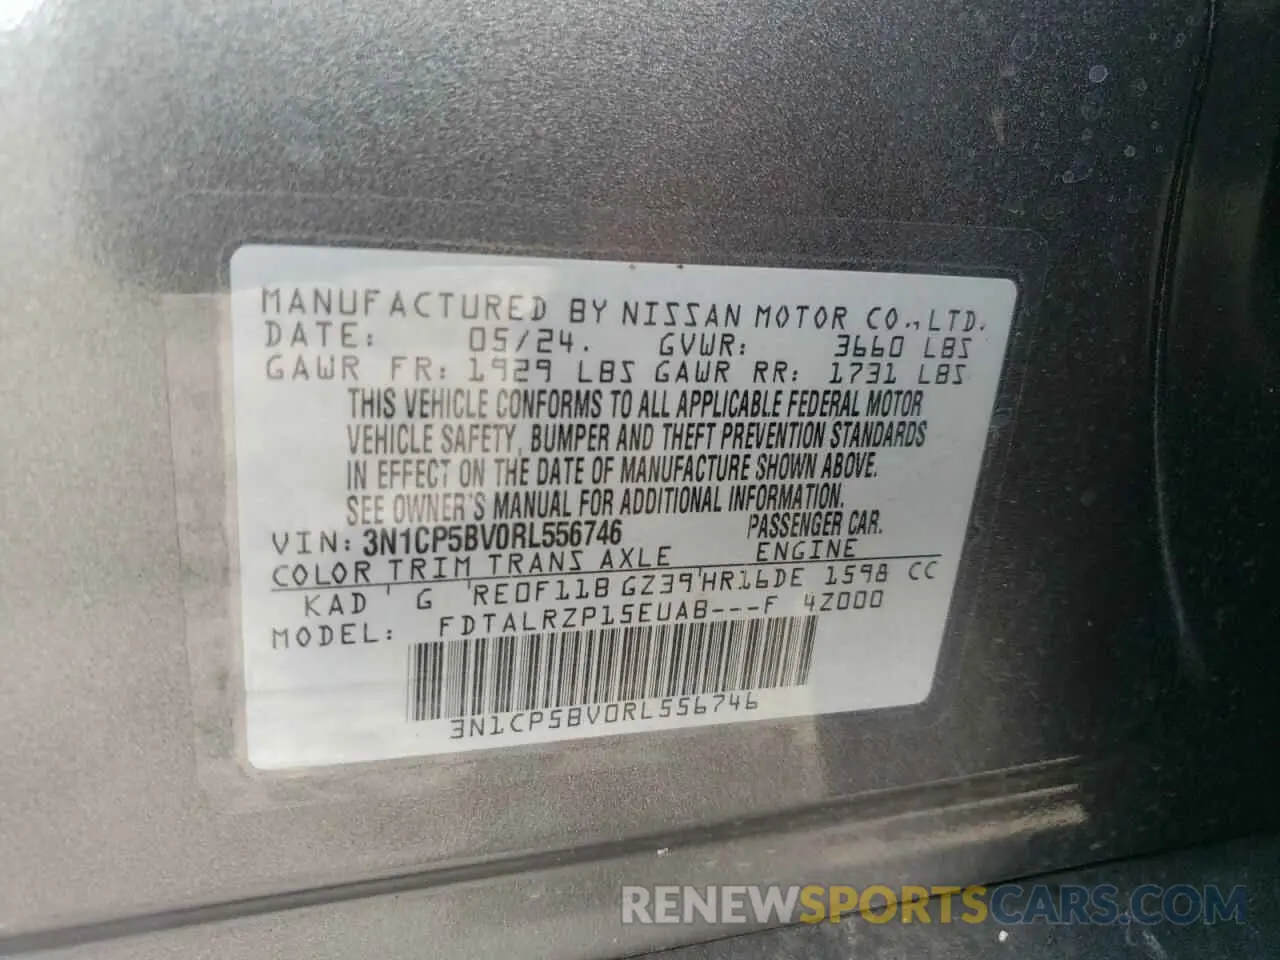 MANUFACTURED BY NISSAN MOTOR CO.,LTD.
DATE: 05/24. GVWR: 3660 LBS
GAWR FR: 1929 LBS GAWR RR: 1731 LBS
THIS VEHICLE CONFORMS TO ALL APPLICABLE FEDERAL MOTOR
VEHICLE SAFETY, BUMPER AND THEFT PREVENTION STANDARDS
IN EFFECT ON THE DATE OF MANUFACTURE SHOWN ABOVE.
SEE OWNER'S MANUAL FOR ADDITIONAL INFORMATION.
VIN: 3N1CP5BV0RL556746 PASSENGER CAR.
COLOR TRIM TRANS AXLE ENGINE
KAD G RE0F11B GZ39 HR16DE 1598 CC
MODEL: FDTALRZP15EUAB---F 4Z000
3N1CP5BV0RL556746
RENEWSPORTSCARS.COM